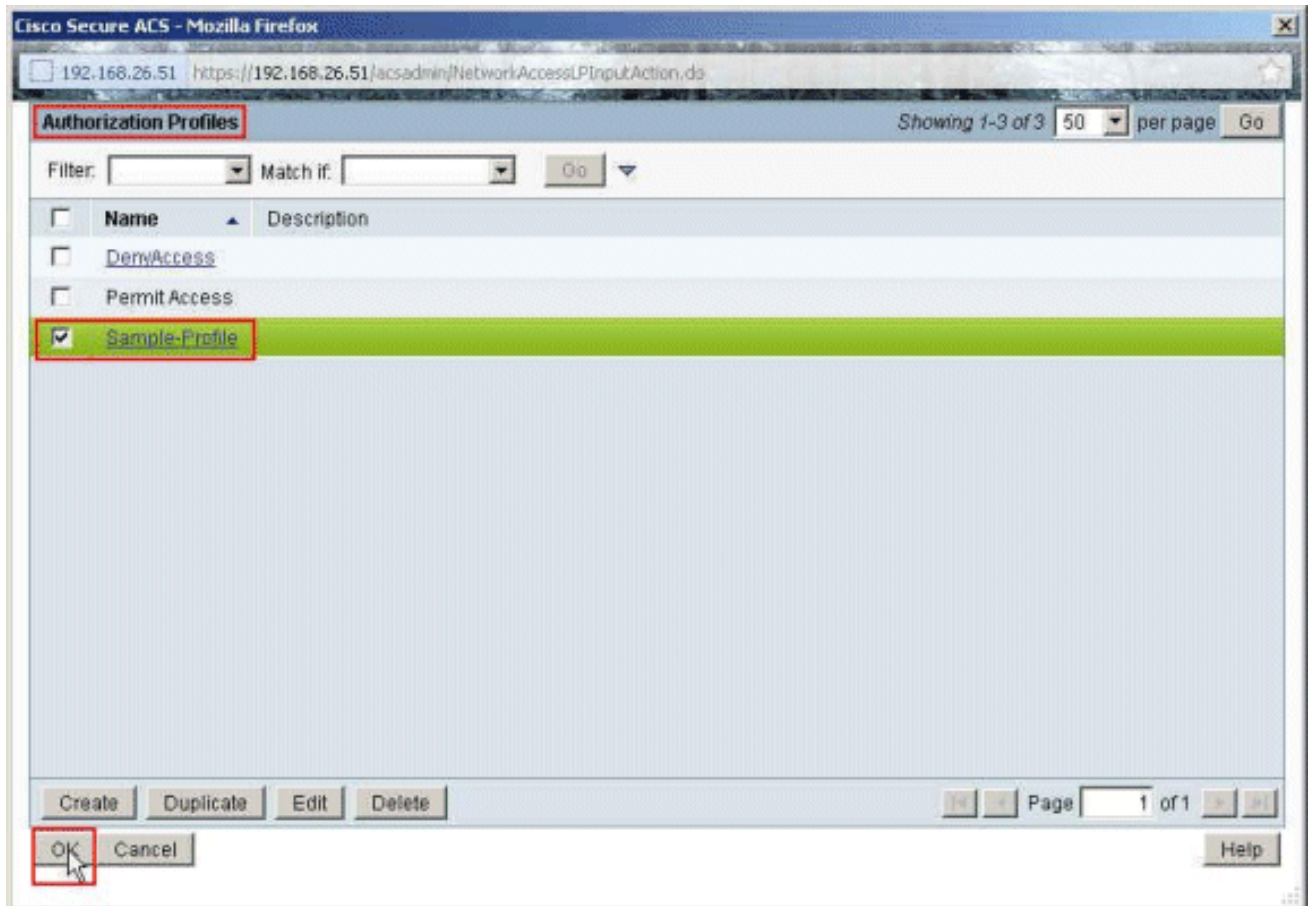 Cisco Secure ACS - Mozilla Firefox
192.168.26.51 https://192.168.26.51/acsadmin/NetworkAccessLPInputAction.do
Authorization Profiles Showing 1-3 of 3 50 per page Go
Filter: Match if: Go
Name Description
DenyAccess
Permit Access
Sample-Profile
Create Duplicate Edit Delete Page 1 of 1
OK Cancel Help